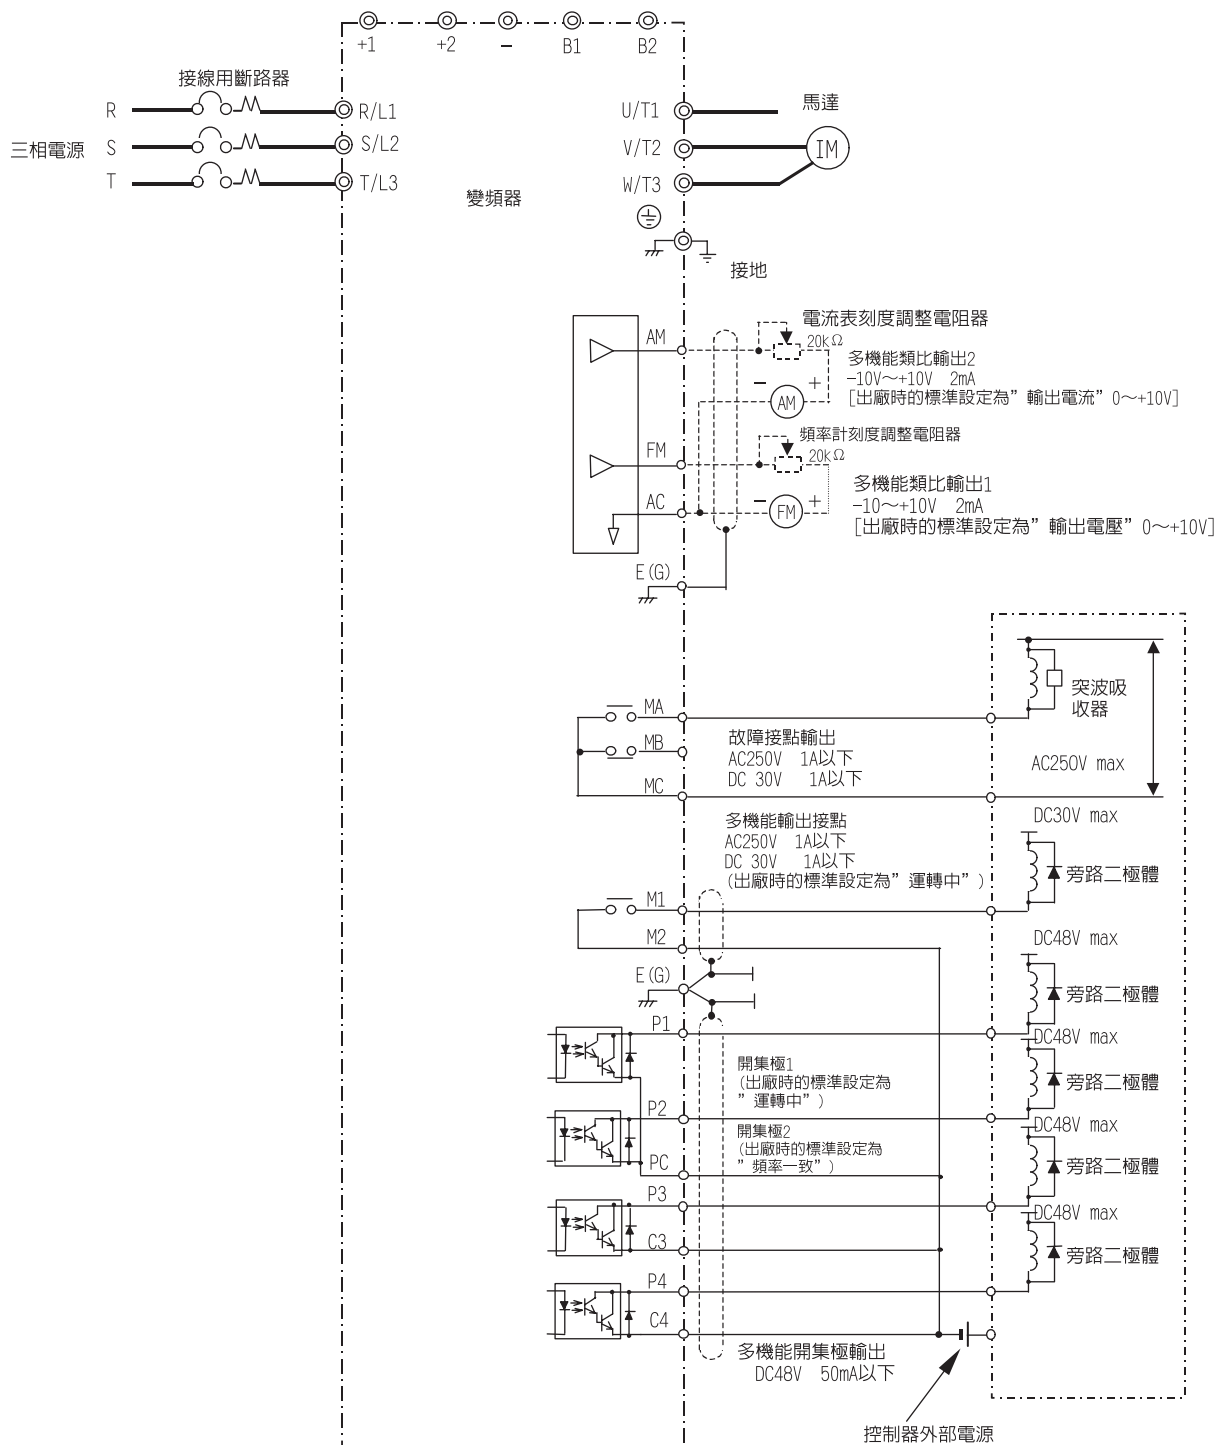 +1
+2
−
B1
B2
接線用斷路器
R
R/L1
U/T1
馬達
三相電源
S
S/L2
V/T2
IM
T
T/L3
W/T3
變頻器
接地
電流表刻度調整電阻器
AM
20kΩ
多機能類比輸出2
−10V～+10V 2mA
[出廠時的標準設定為” 輸出電流” 0～+10V]
−
+
AM
頻率計刻度調整電阻器
FM
20kΩ
多機能類比輸出1
−10～+10V 2mA
[出廠時的標準設定為” 輸出電壓” 0～+10V]
AC
−
+
FM
E(G)
突波吸
收器
MA
故障接點輸出
AC250V 1A以下
DC 30V 1A以下
MB
MC
AC250V max
多機能輸出接點
AC250V 1A以下
DC 30V 1A以下
(出廠時的標準設定為” 運轉中” )
DC30V max
旁路二極體
M1
M2
DC48V max
E(G)
旁路二極體
P1
DC48V max
開集極1
(出廠時的標準設定為
” 運轉中” )
旁路二極體
P2
DC48V max
開集極2
(出廠時的標準設定為
” 頻率一致” )
PC
旁路二極體
P3
DC48V max
C3
旁路二極體
P4
C4
多機能開集極輸出
DC48V 50mA以下
控制器外部電源